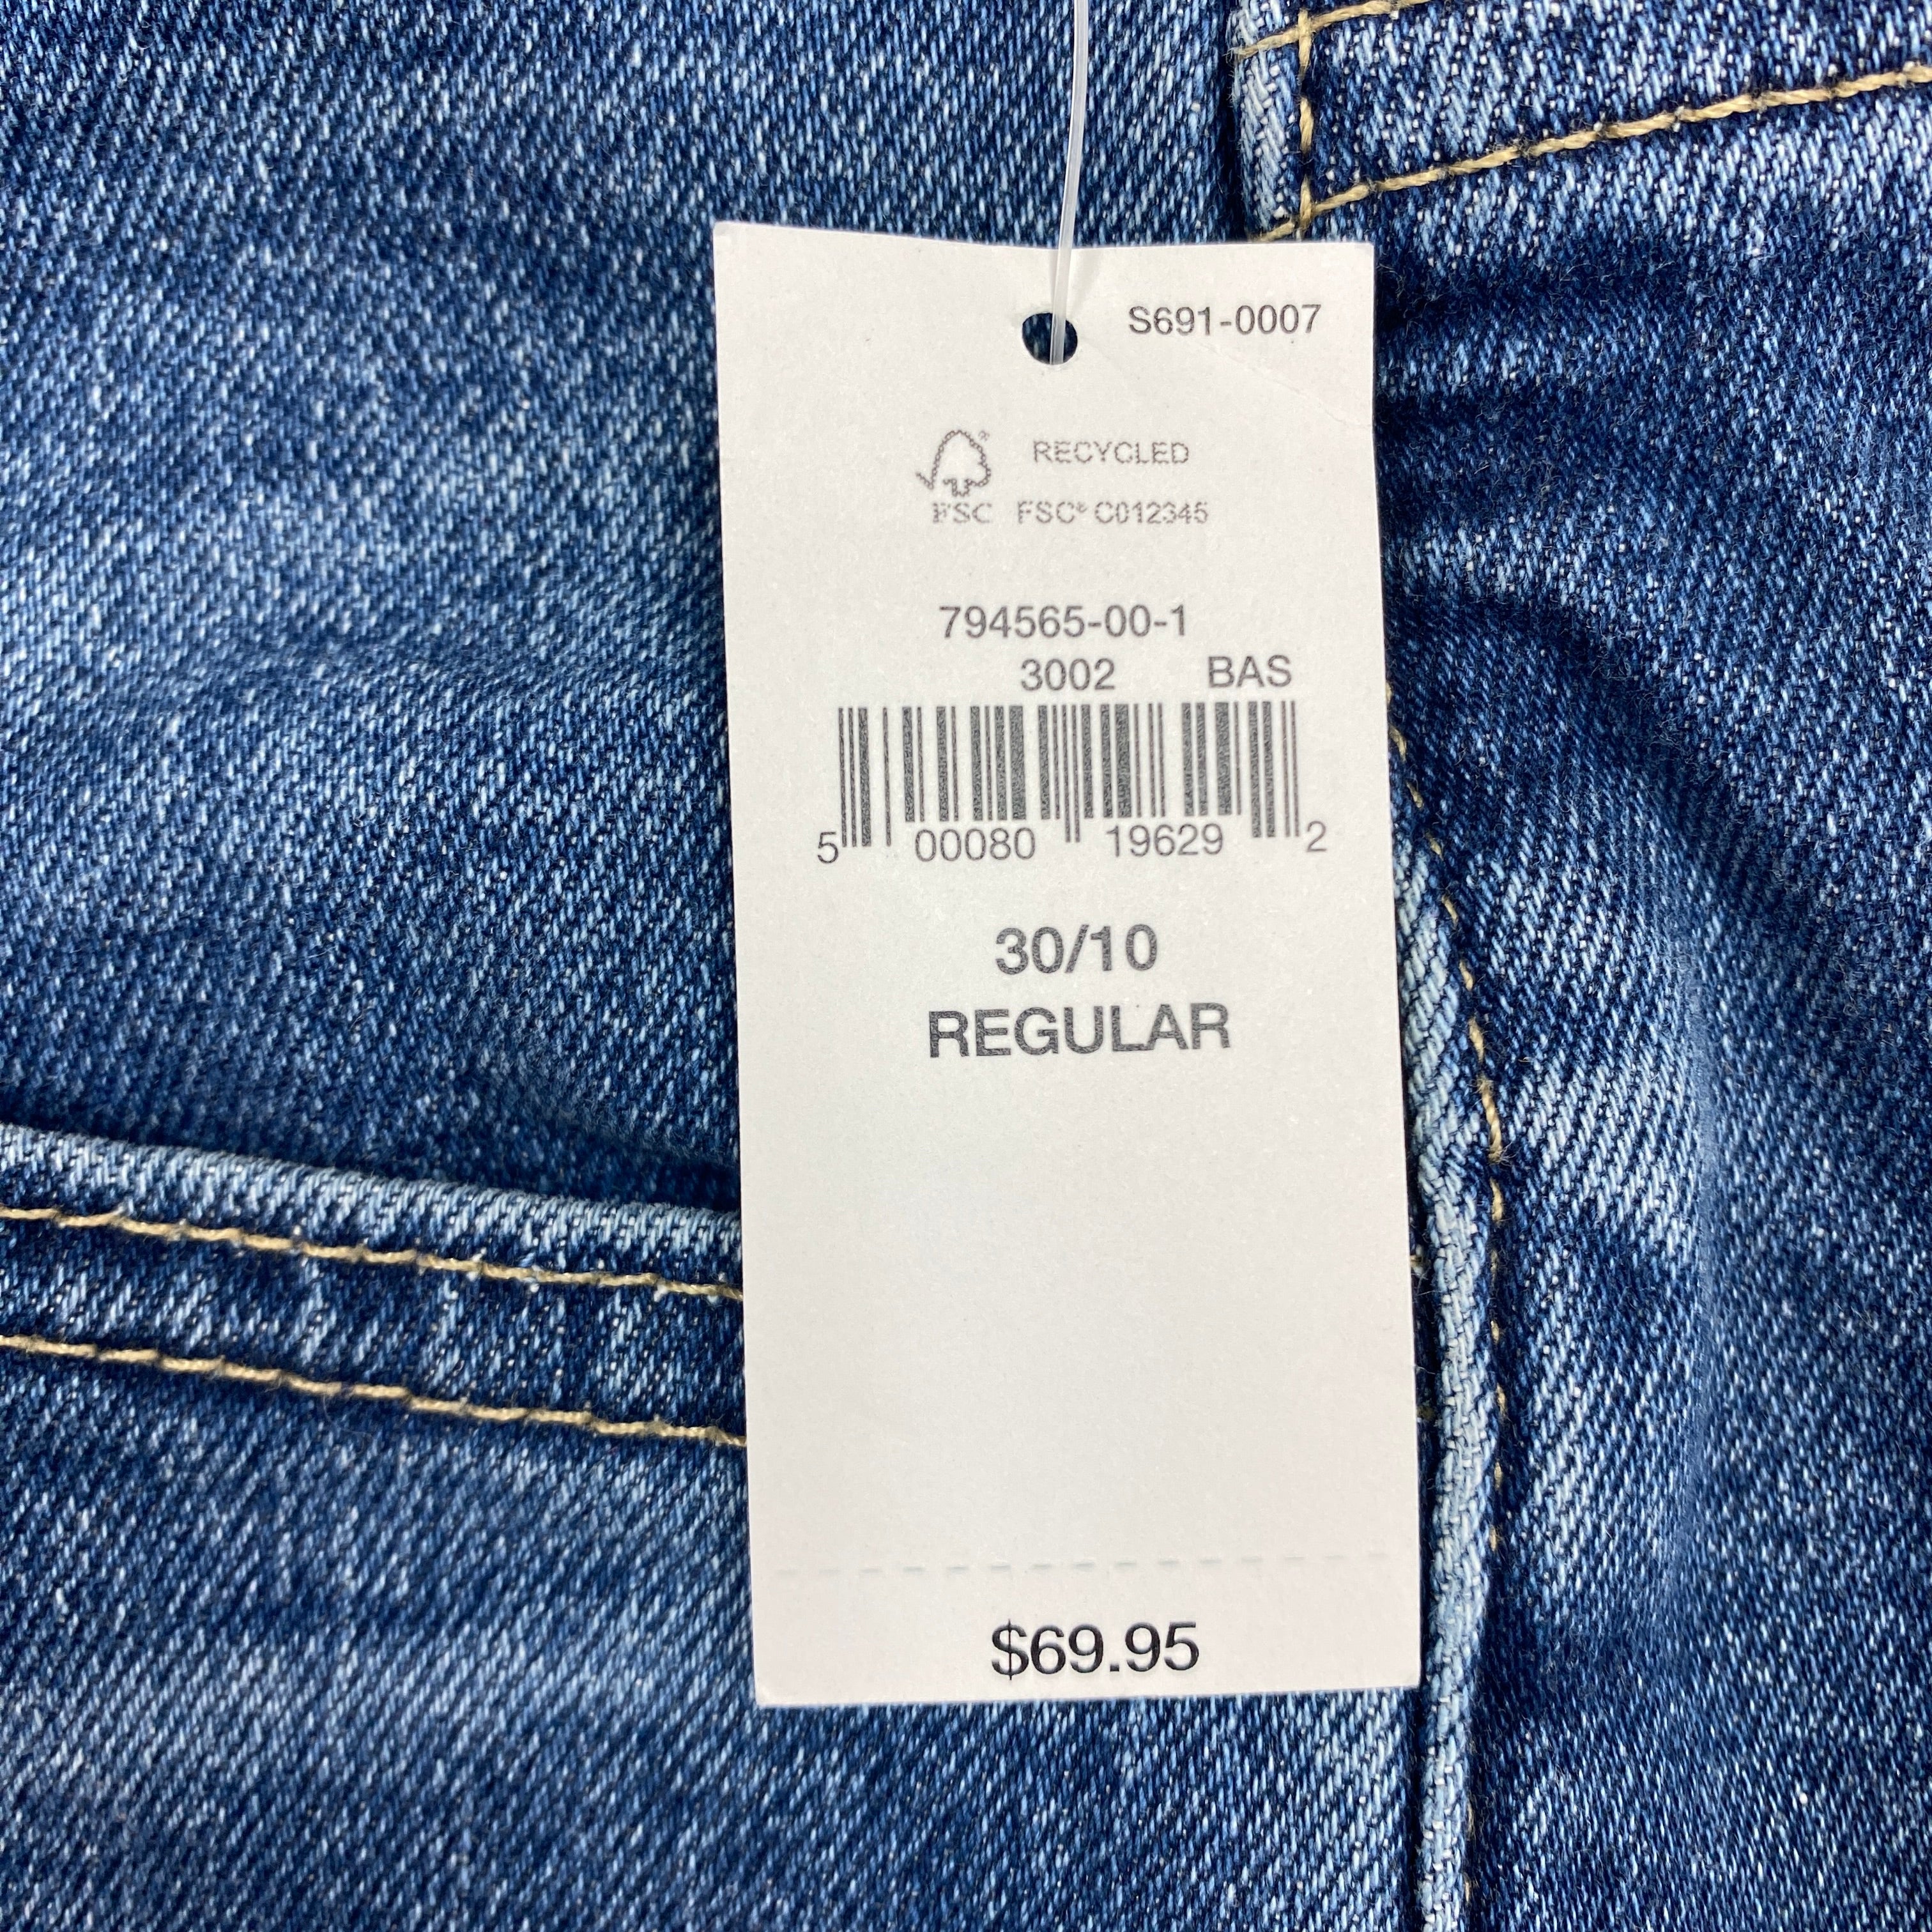 S691-0007
RECYCLED
FSC FSC® C012345
794565-00-1
3002 BAS
5 00080 19629 2
30/10
REGULAR
$69.95